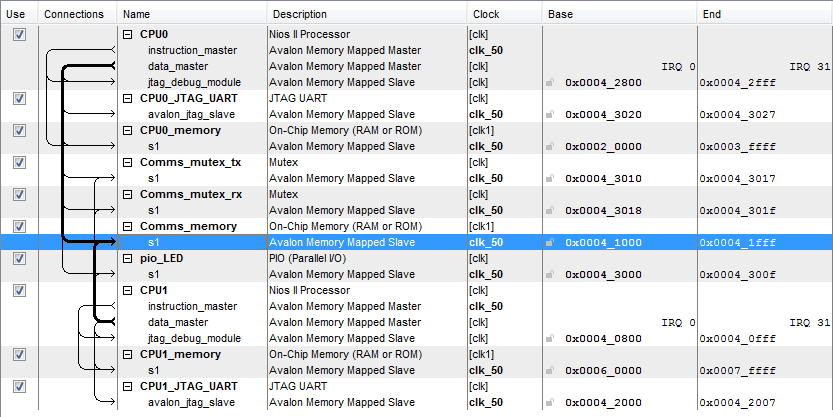 Use Connections Name Description Clock Base End
CPU0 Nios II Processor [clk]
instruction_master Avalon Memory Mapped Master clk_50
data_master Avalon Memory Mapped Master [clk] IRQ 0 IRQ 31
jtag_debug_module Avalon Memory Mapped Slave [clk] 0x0004_2800 0x0004_2fff
CPU0_JTAG_UART JTAG UART [clk]
avalon_jtag_slave Avalon Memory Mapped Slave clk_50 0x0004_3020 0x0004_3027
CPU0_memory On-Chip Memory (RAM or ROM) [clk1]
s1 Avalon Memory Mapped Slave clk_50 0x0002_0000 0x0003_ffff
Comms_mutex_tx Mutex [clk]
s1 Avalon Memory Mapped Slave clk_50 0x0004_3010 0x0004_3017
Comms_mutex_rx Mutex [clk]
s1 Avalon Memory Mapped Slave clk_50 0x0004_3018 0x0004_301f
Comms_memory On-Chip Memory (RAM or ROM) [clk1]
s1 Avalon Memory Mapped Slave clk_50 0x0004_1000 0x0004_1fff
pio_LED PIO (Parallel I/O) [clk]
s1 Avalon Memory Mapped Slave clk_50 0x0004_3000 0x0004_300f
CPU1 Nios II Processor [clk]
instruction_master Avalon Memory Mapped Master clk_50
data_master Avalon Memory Mapped Master [clk] IRQ 0 IRQ 31
jtag_debug_module Avalon Memory Mapped Slave [clk] 0x0004_0800 0x0004_0fff
CPU1_memory On-Chip Memory (RAM or ROM) [clk1]
s1 Avalon Memory Mapped Slave clk_50 0x0006_0000 0x0007_ffff
CPU1_JTAG_UART JTAG UART [clk]
avalon_jtag_slave Avalon Memory Mapped Slave clk_50 0x0004_2000 0x0004_2007